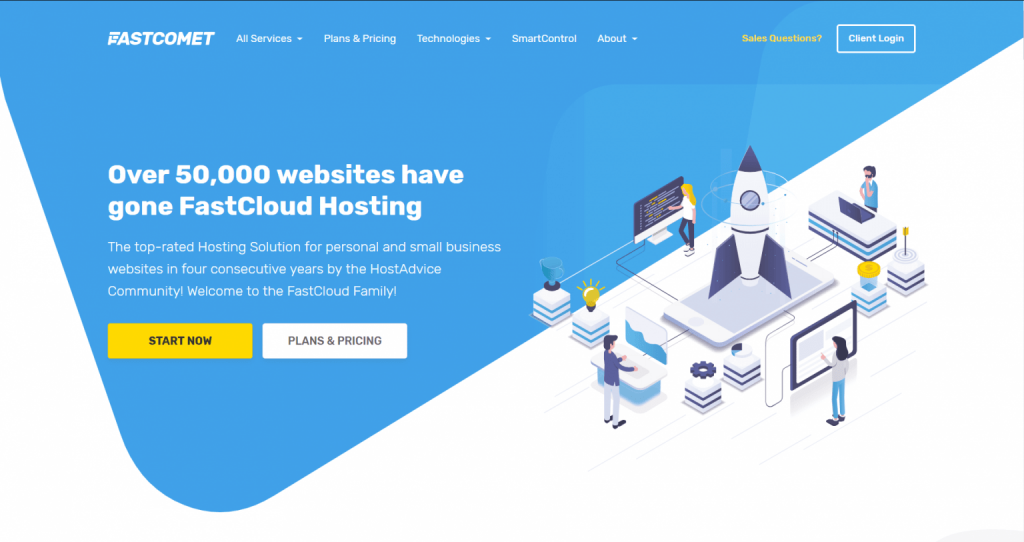 FASTCOMET
All Services
Plans & Pricing
Technologies
SmartControl
About
Sales Questions?
Client Login
Over 50,000 websites have
gone FastCloud Hosting
The top-rated Hosting Solution for personal and small business
websites in four consecutive years by the HostAdvice
Community! Welcome to the FastCloud Family!
START NOW
PLANS & PRICING